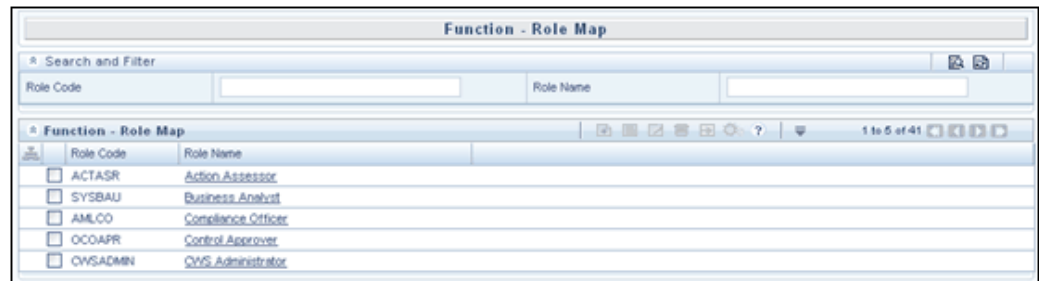 Function - Role Map
Search and Filter
Role Code Role Name
Function - Role Map ? 1 to 5 of 41
Role Code Role Name
ACTASR Action Assessor
SYSBAU Business Analyst
AMLCO Compliance Officer
OCOAPR Control Approver
CWSADMIN CWS Administrator